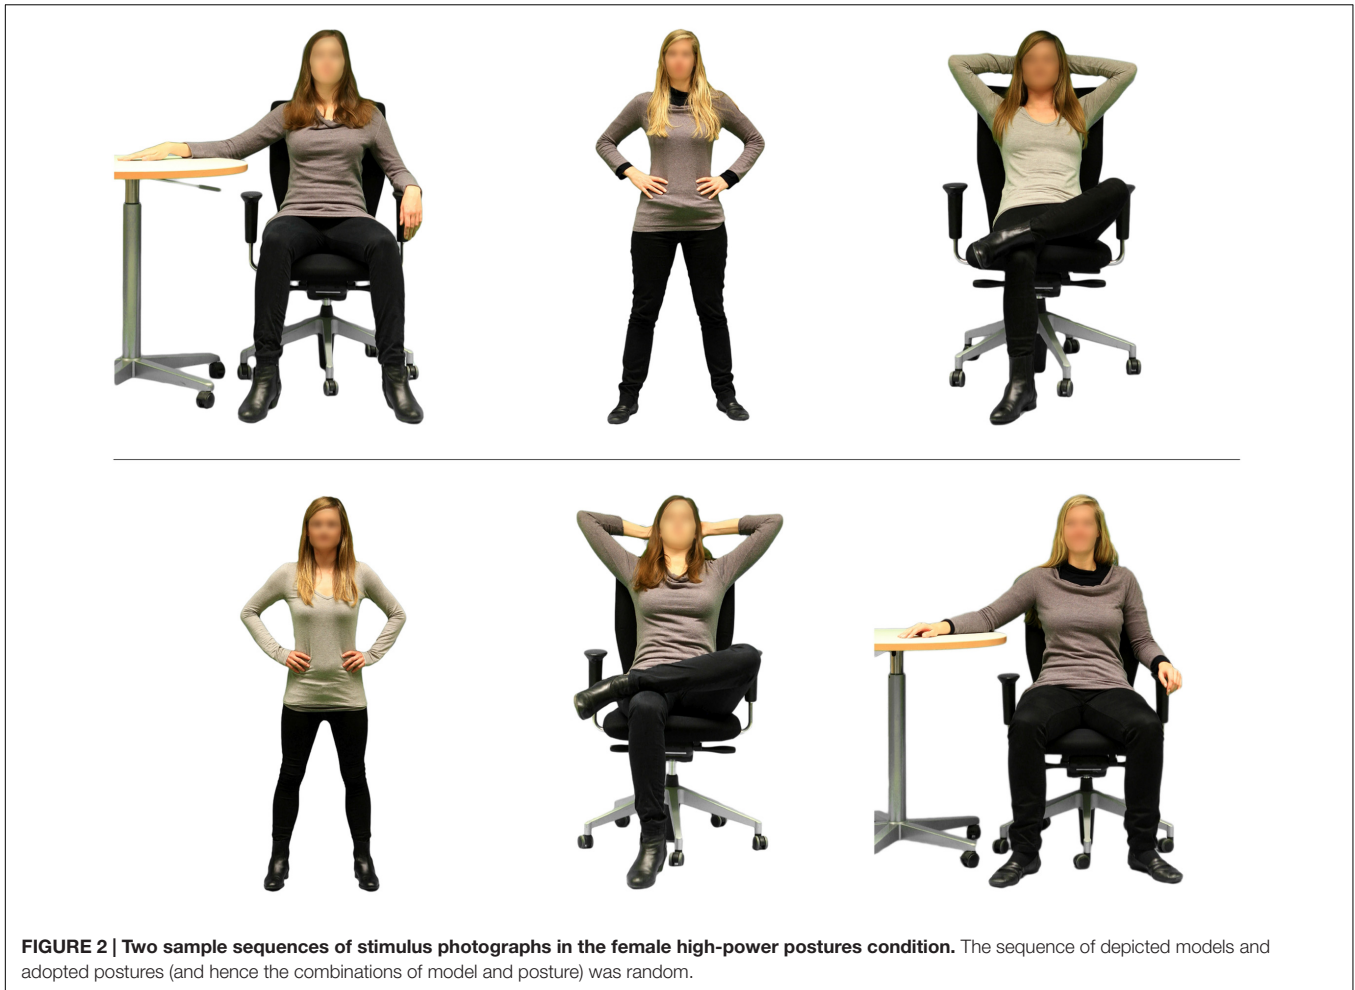 FIGURE 2 | Two sample sequences of stimulus photographs in the female high-power postures condition. The sequence of depicted models and
adopted postures (and hence the combinations of model and posture) was random.